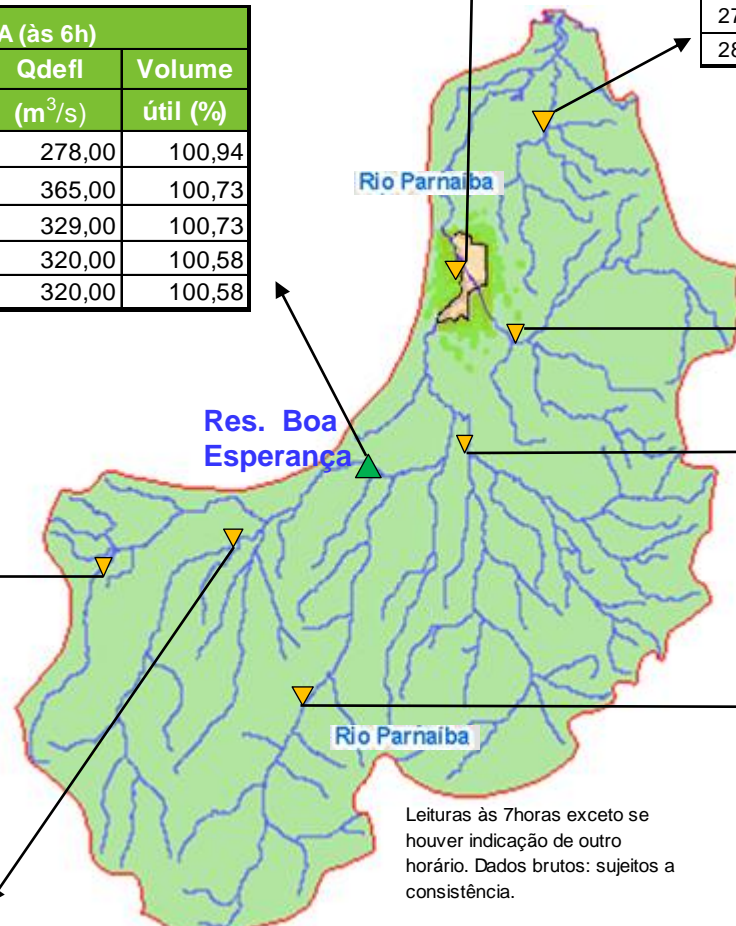 A (às 6h)
Qdefl Volume
(m³/s) útil (%)
278,00 100,94
365,00 100,73
329,00 100,73
320,00 100,58
320,00 100,58
27
28
Rio Parnaíba
Res. Boa
Esperança
Rio Parnaíba
Leituras às 7horas exceto se
houver indicação de outro
horário. Dados brutos: sujeitos a
consistência.